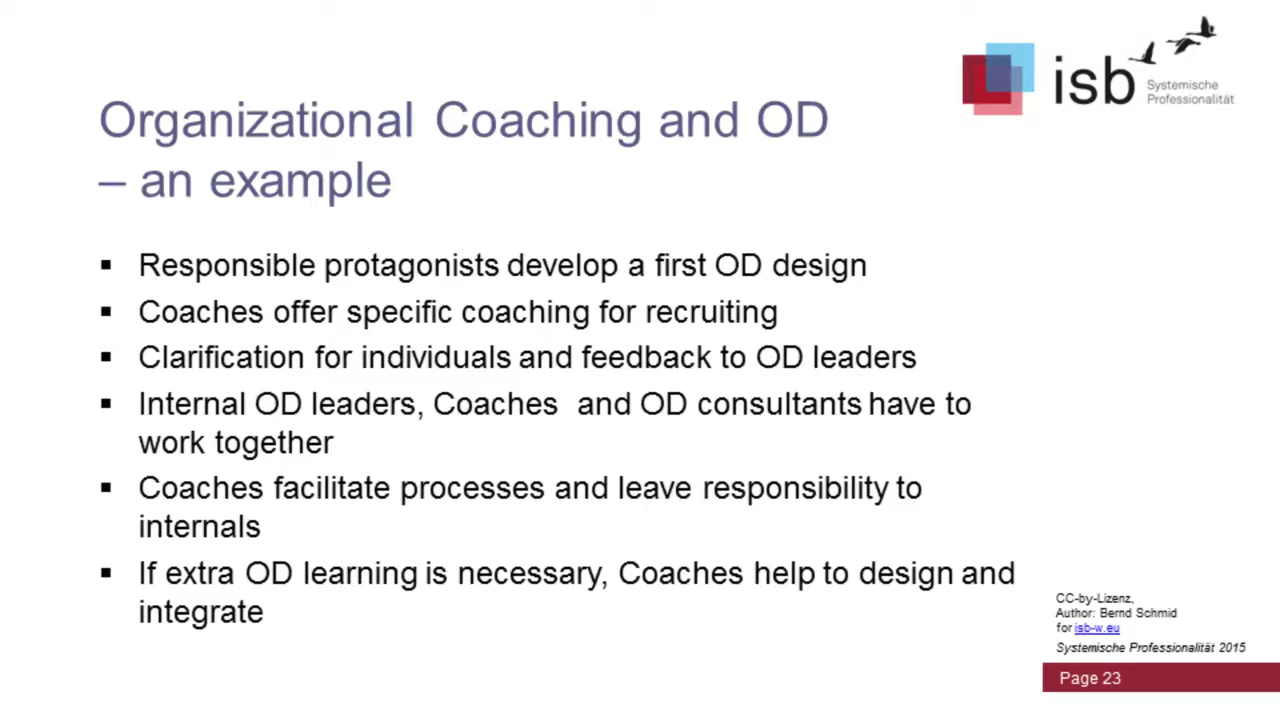 isb
Systemische
Professionalität
Organizational Coaching and OD
– an example
▪ Responsible protagonists develop a first OD design
▪ Coaches offer specific coaching for recruiting
▪ Clarification for individuals and feedback to OD leaders
▪ Internal OD leaders, Coaches  and OD consultants have to
work together
▪ Coaches facilitate processes and leave responsibility to
internals
▪ If extra OD learning is necessary, Coaches help to design and
integrate
CC-by-Lizenz,
Author: Bernd Schmid
for isb-w.eu
Systemische Professionalität 2015
Page 23